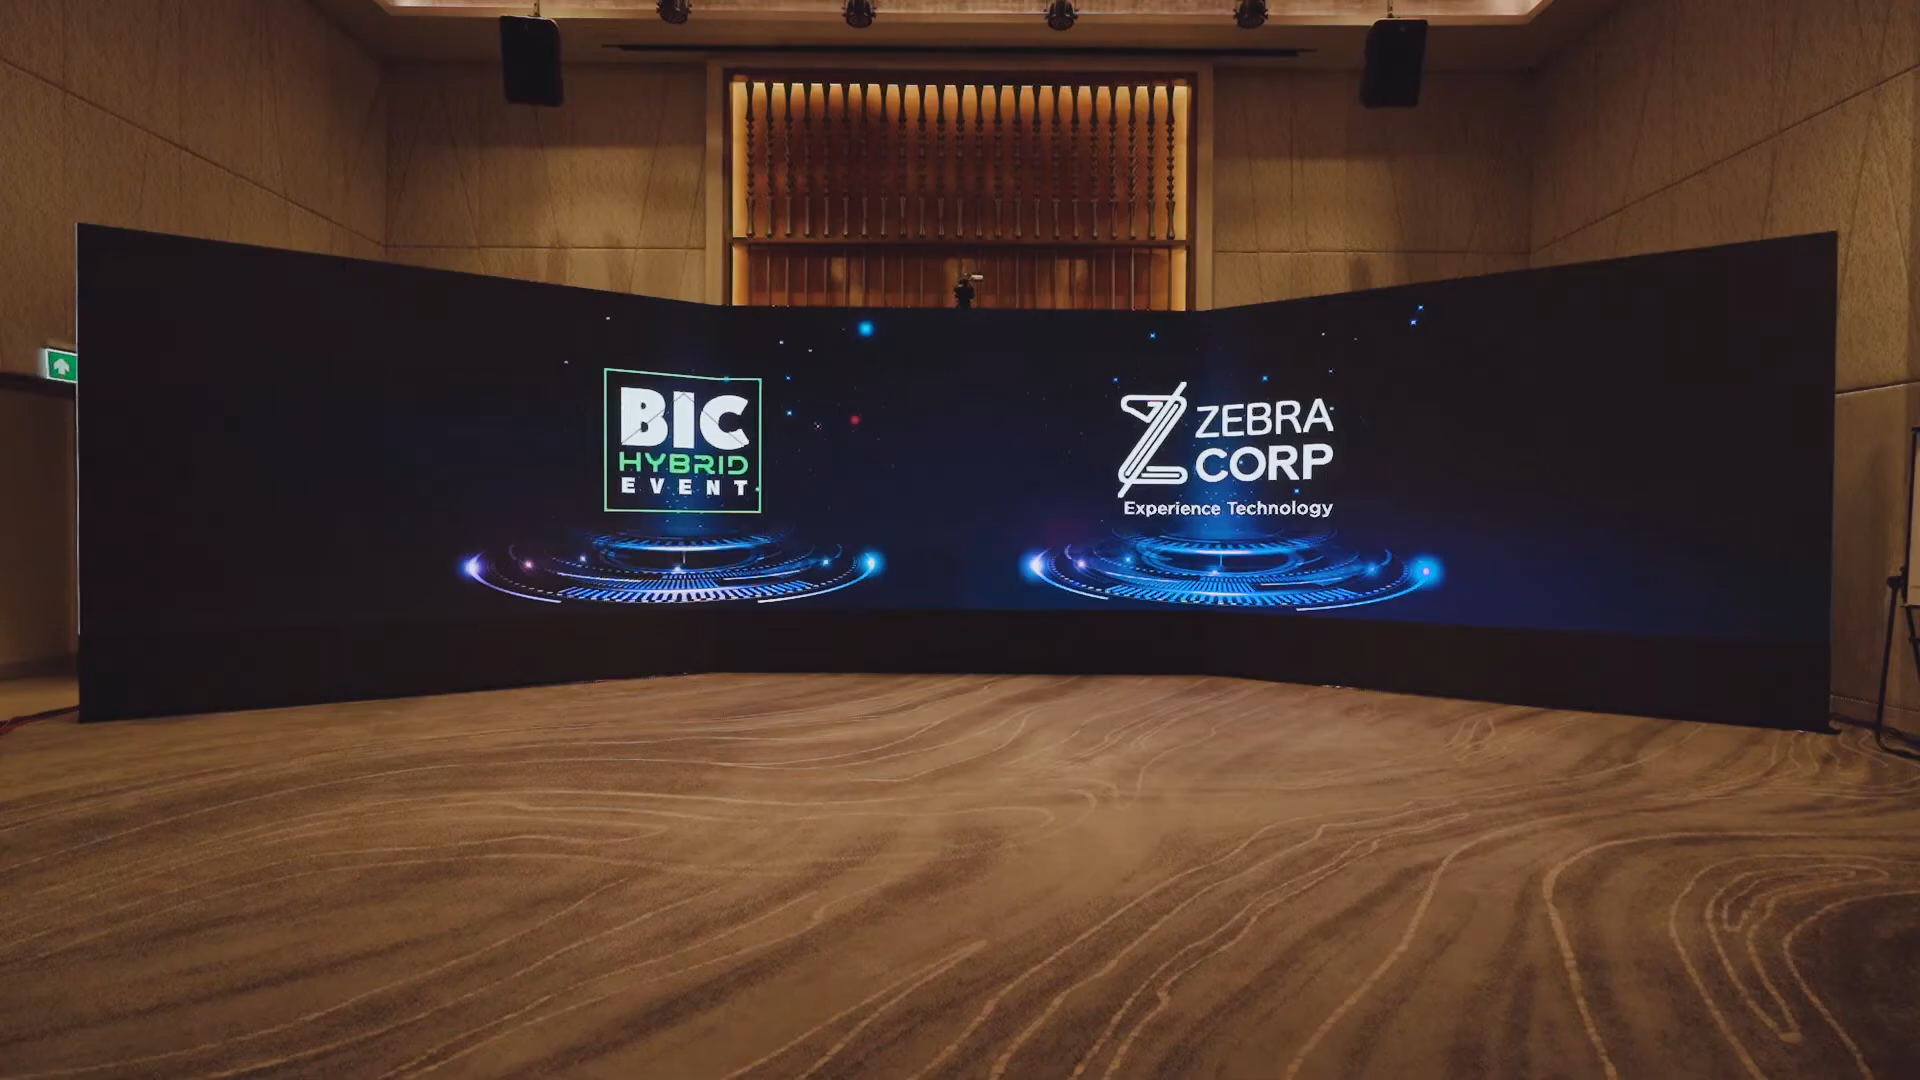 BIC
HYBRID
EVENT
ZEBRA
CORP
Experience Technology